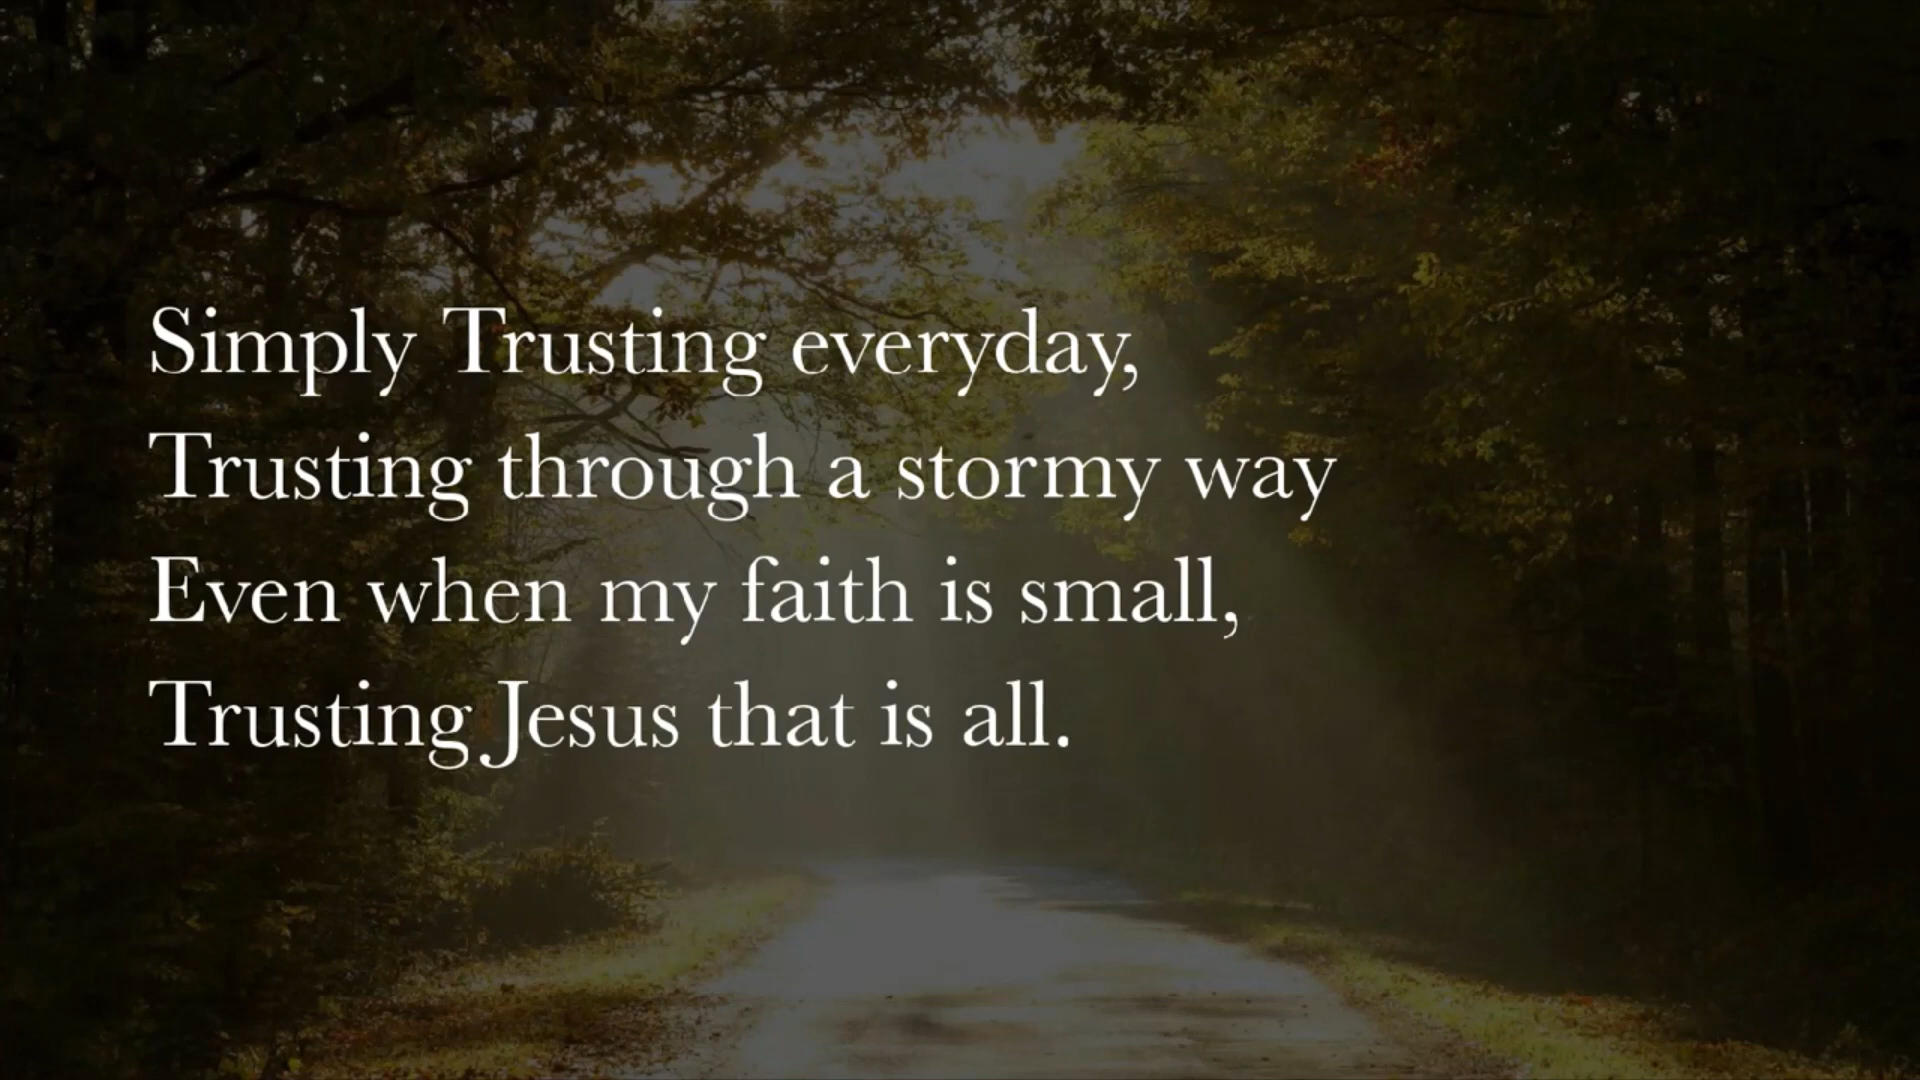 Simply Trusting everyday,
Trusting through a stormy way
Even when my faith is small,
Trusting Jesus that is all.